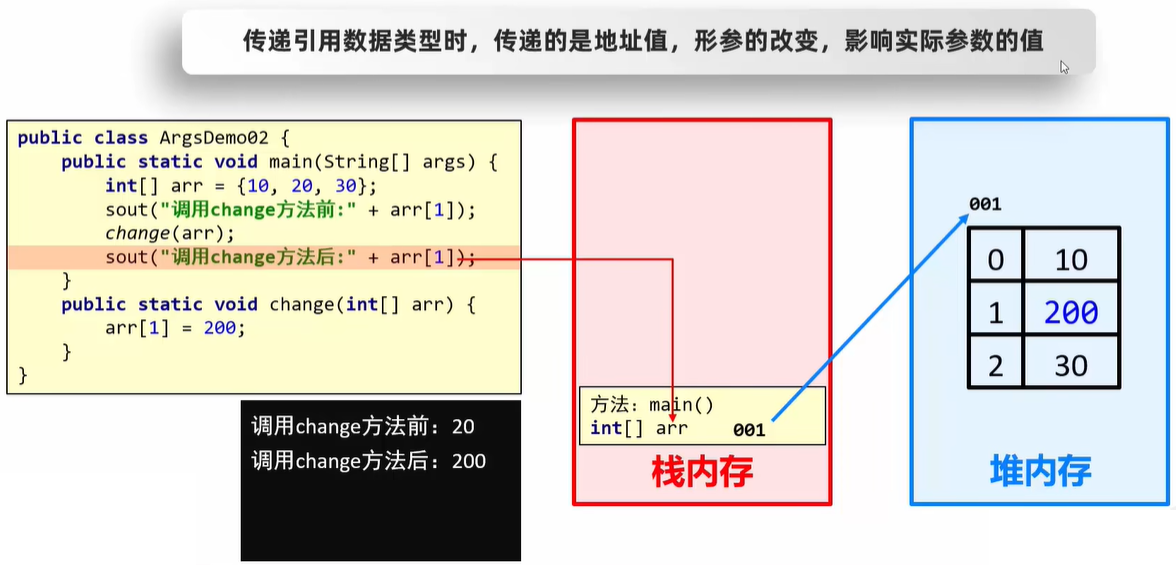 传递引用数据类型时，传递的是地址值，形参的改变，影响实际参数的值
public class ArgsDemo02 {
    public static void main(String[] args) {
        int[] arr = {10, 20, 30};
        sout("调用change方法前:" + arr[1]);
        change(arr);
        sout("调用change方法后:" + arr[1]);
    }
    public static void change(int[] arr) {
        arr[1] = 200;
    }
}
调用change方法前：20
调用change方法后：200
方法：main()
int[] arr 001
栈内存
001
0 10
1 200
2 30
堆内存